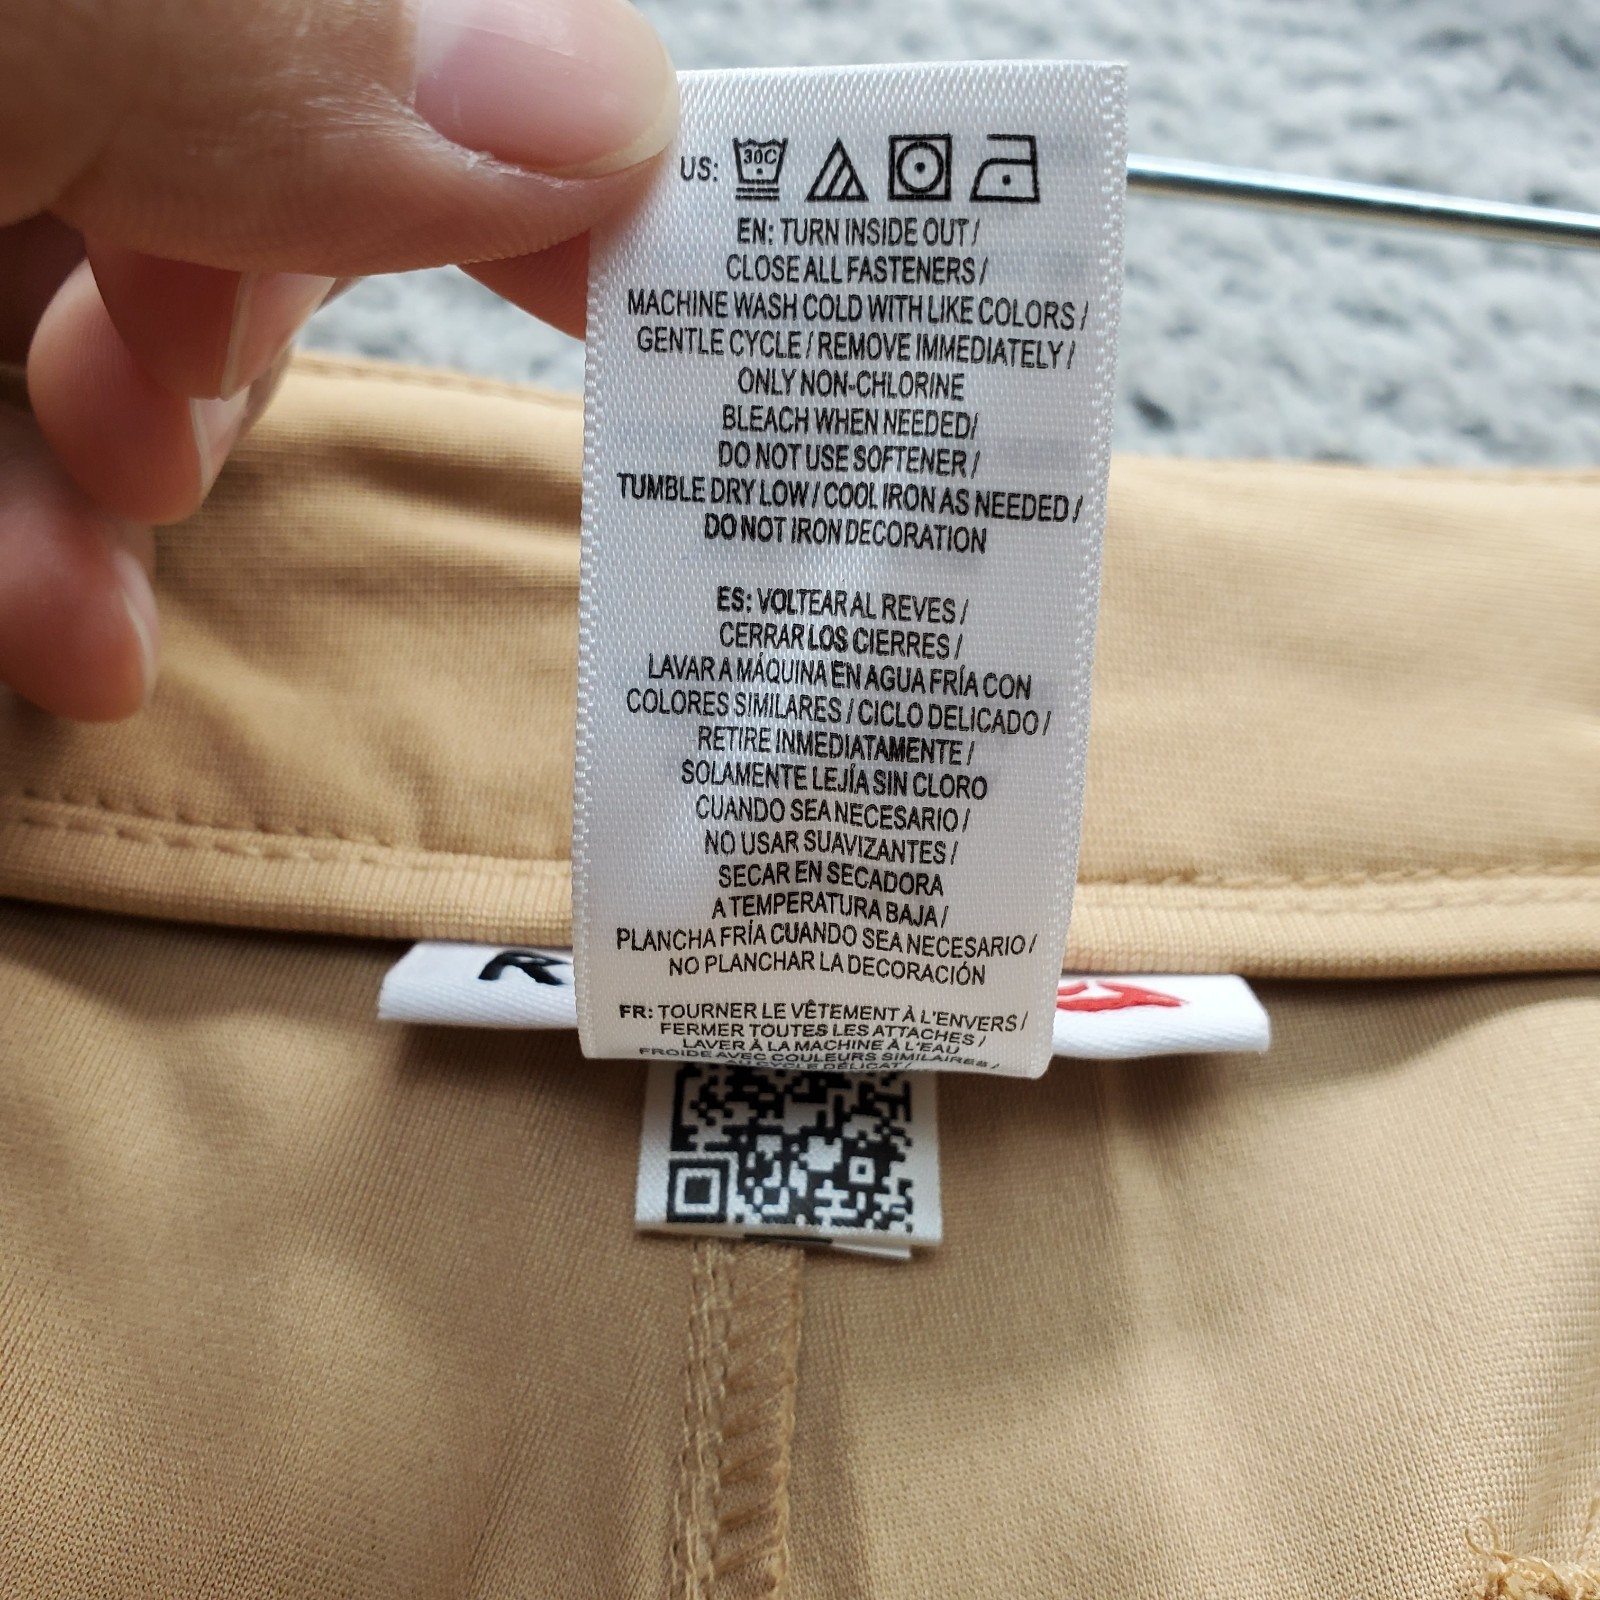 US: 30C
EN: TURN INSIDE OUT /
CLOSE ALL FASTENERS /
MACHINE WASH COLD WITH LIKE COLORS /
GENTLE CYCLE / REMOVE IMMEDIATELY /
ONLY NON-CHLORINE
BLEACH WHEN NEEDED/
DO NOT USE SOFTENER /
TUMBLE DRY LOW / COOL IRON AS NEEDED /
DO NOT IRON DECORATION
ES: VOLTEAR AL REVES /
CERRAR LOS CIERRES /
LAVAR A MÁQUINA EN AGUA FRÍA CON
COLORES SIMILARES / CICLO DELICADO /
RETIRE INMEDIATAMENTE /
SOLAMENTE LEJÍA SIN CLORO
CUANDO SEA NECESARIO /
NO USAR SUAVIZANTES /
SECAR EN SECADORA
A TEMPERATURA BAJA /
PLANCHA FRÍA CUANDO SEA NECESARIO /
NO PLANCHAR LA DECORACIÓN
FR: TOURNER LE VÊTEMENT À L'ENVERS /
FERMER TOUTES LES ATTACHES /
LAVER À LA MACHINE À L'EAU
FROIDE AVEC COULEURS SIMILAIRES /
AU CYCLE DÉLICAT /